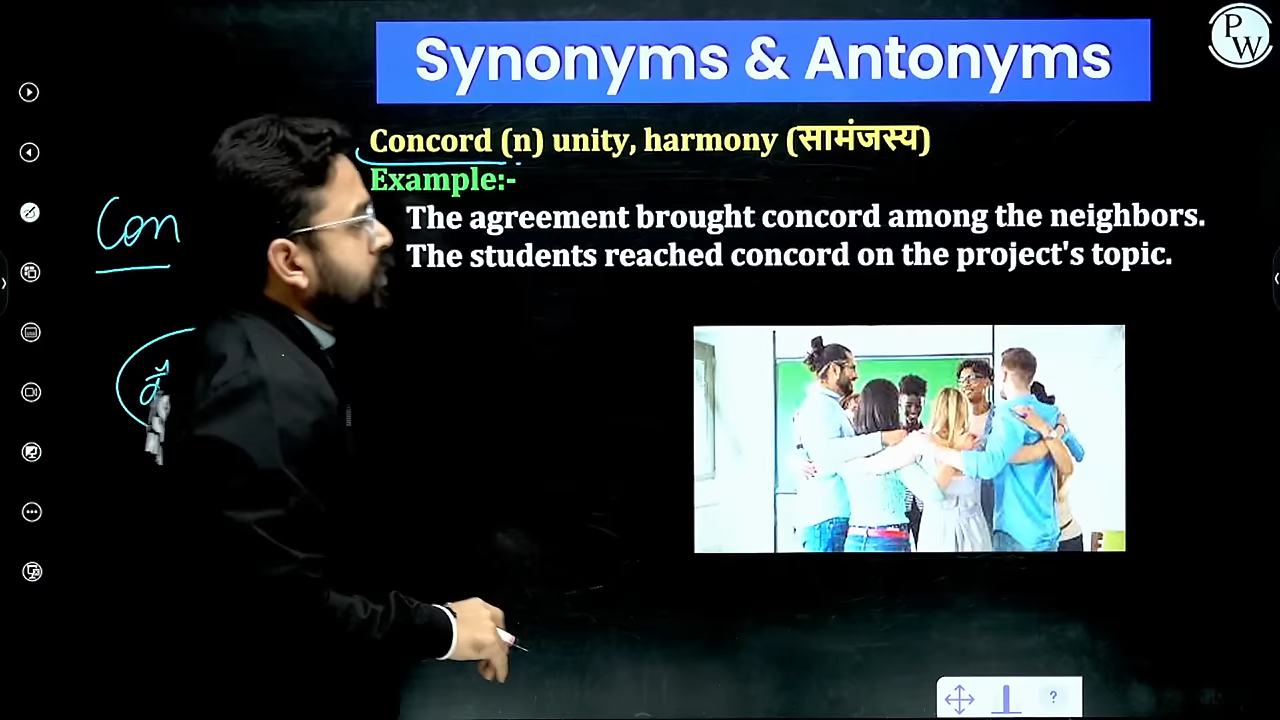 Synonyms & Antonyms
PW
Concord (n) unity, harmony (सामंजस्य)
Example:-
The agreement brought concord among the neighbors.
The students reached concord on the project's topic.
Con
?